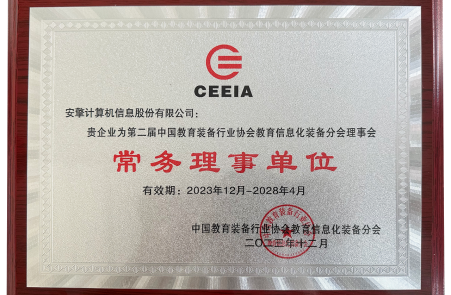 CEEIA
安擎计算机信息股份有限公司：
贵企业为第二届中国教育装备行业协会教育信息化装备分会理事会
常务理事单位
有效期：2023年12月-2028年4月
中国教育装备行业协会教育信息化装备分会
二〇二三年十二月